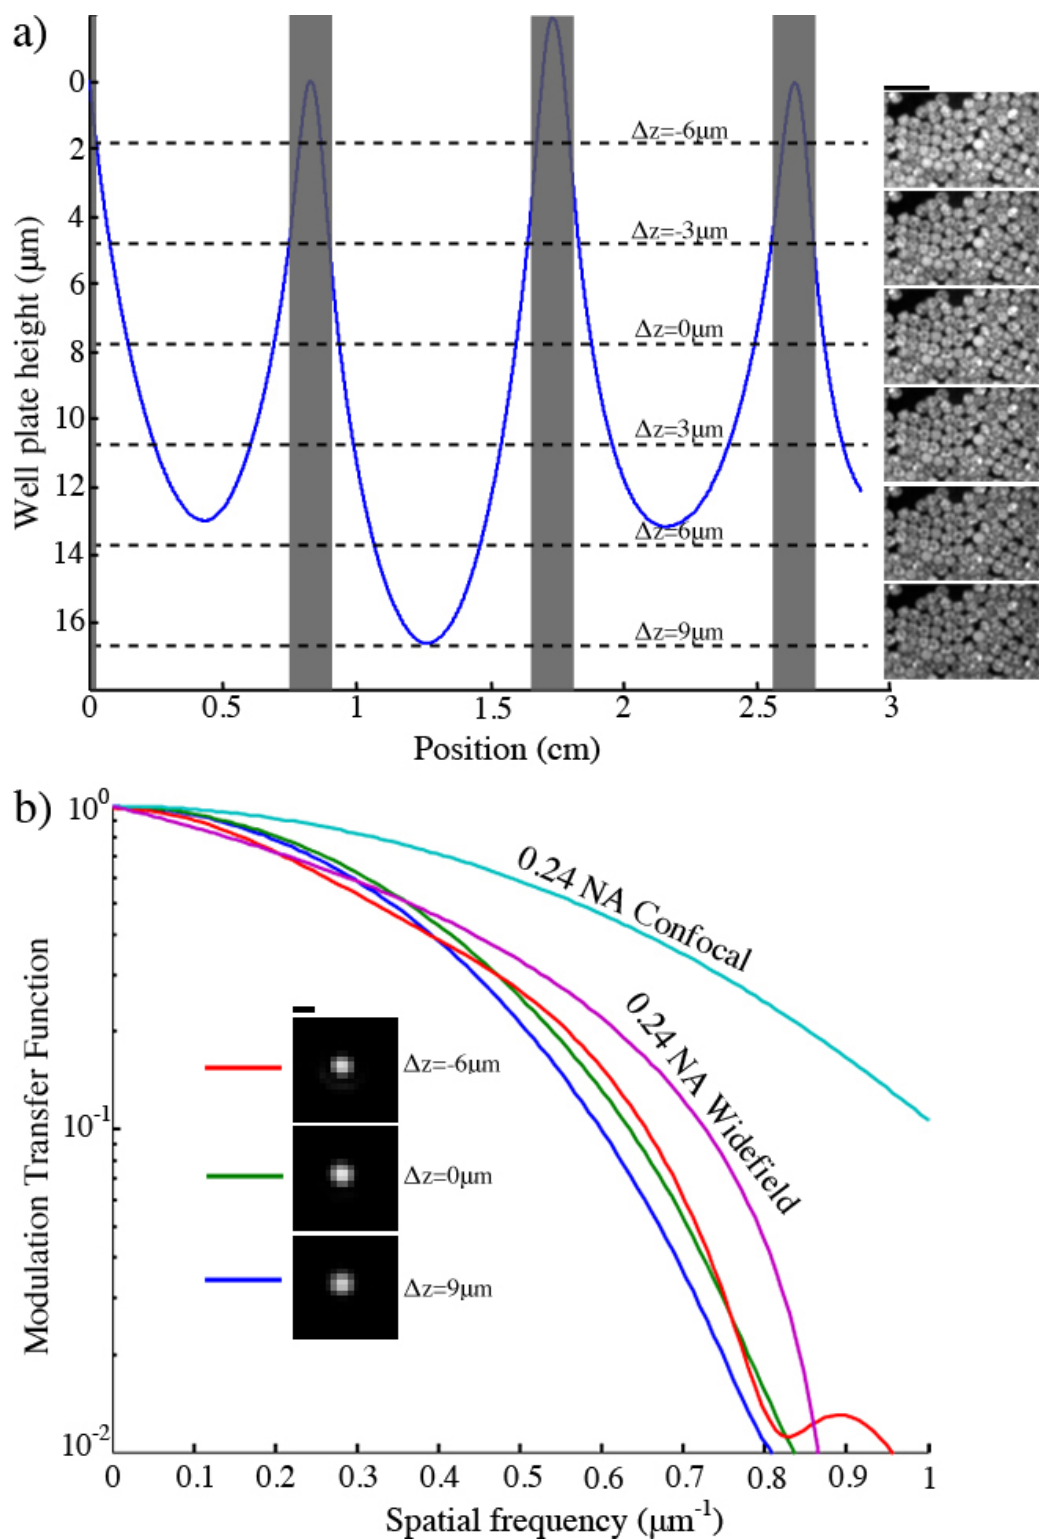 a)
Well plate height (μm)
0
2
4
6
8
10
12
14
16
Δz=-6μm
Δz=-3μm
Δz=0μm
Δz=3μm
Δz=6μm
Δz=9μm
0 0.5 1 1.5 2 2.5 3
Position (cm)
b)
Modulation Transfer Function
10⁰
10⁻¹
10⁻²
0.24 NA Confocal
0.24 NA Widefield
Δz=-6μm
Δz=0μm
Δz=9μm
0 0.1 0.2 0.3 0.4 0.5 0.6 0.7 0.8 0.9 1
Spatial frequency (μm⁻¹)